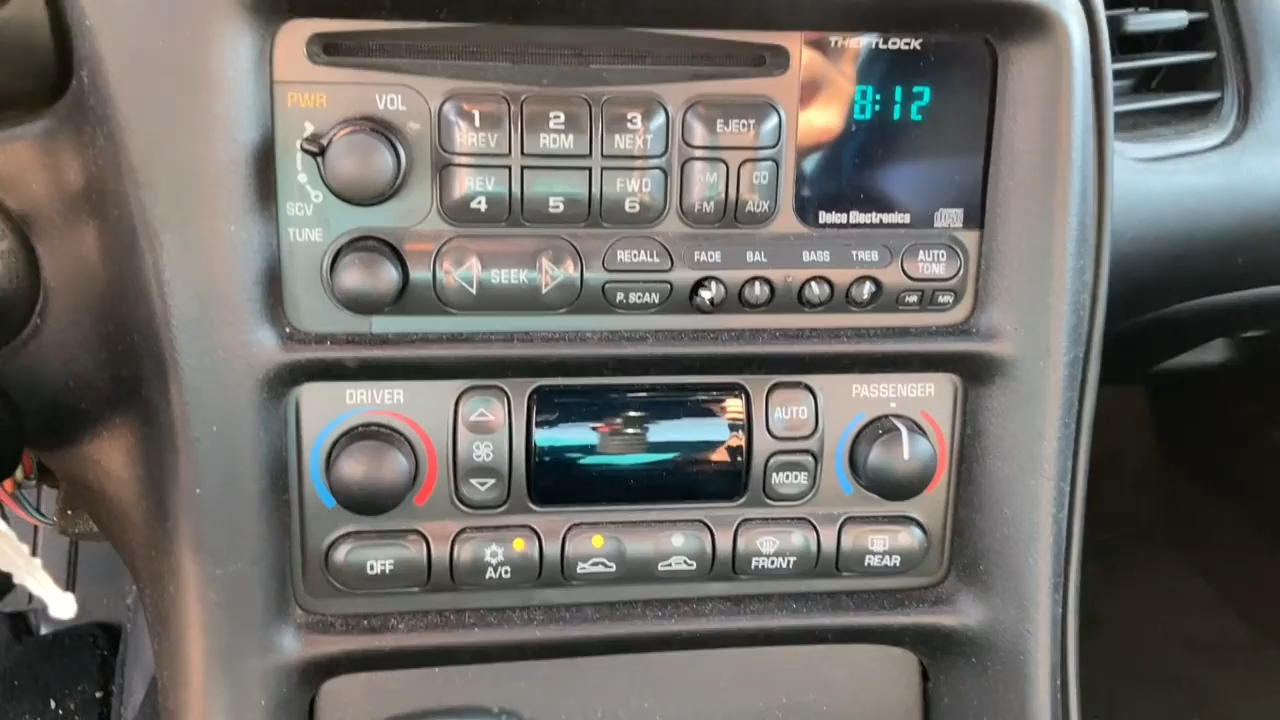 THEFTLOCK
PWR
VOL
8:12
1
PREV
2
RDM
3
NEXT
EJECT
REV
4
5
FWD
6
AM
FM
CD
AUX
SCV
Delco Electronics
TUNE
SEEK
RECALL
P.SCAN
FADE
BAL
BASS
TREB
AUTO
TONE
HR
MN
DRIVER
PASSENGER
AUTO
MODE
OFF
A/C
FRONT
REAR